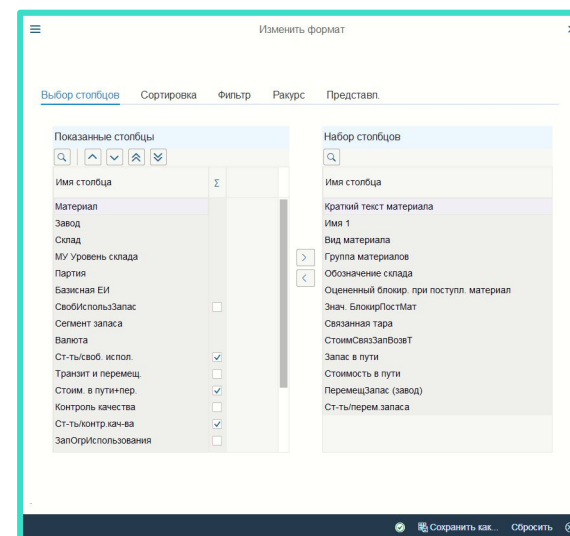 Изменить формат
Выбор столбцов Сортировка Фильтр Ракурс Представл.
Показанные столбцы
Имя столбца Σ
Материал
Завод
Склад
МУ Уровень склада
Партия
Базисная ЕИ
СвобИспользЗапас
Сегмент запаса
Валюта
Ст-ть/своб. испол.
Транзит и перемещ.
Стоим. в пути+пер.
Контроль качества
Ст-ть/контр.кач-ва
ЗапОгрИспользования
Набор столбцов
Имя столбца
Краткий текст материала
Имя 1
Вид материала
Группа материалов
Обозначение склада
Оцененный блокир. при поступл. материал
Знач. БлокирПостМат
Связанная тара
СтоимСвязЗапВозвТ
Запас в пути
Стоимость в пути
ПеремещЗапас (завод)
Ст-ть/перем.запаса
Сохранить как... Сбросить